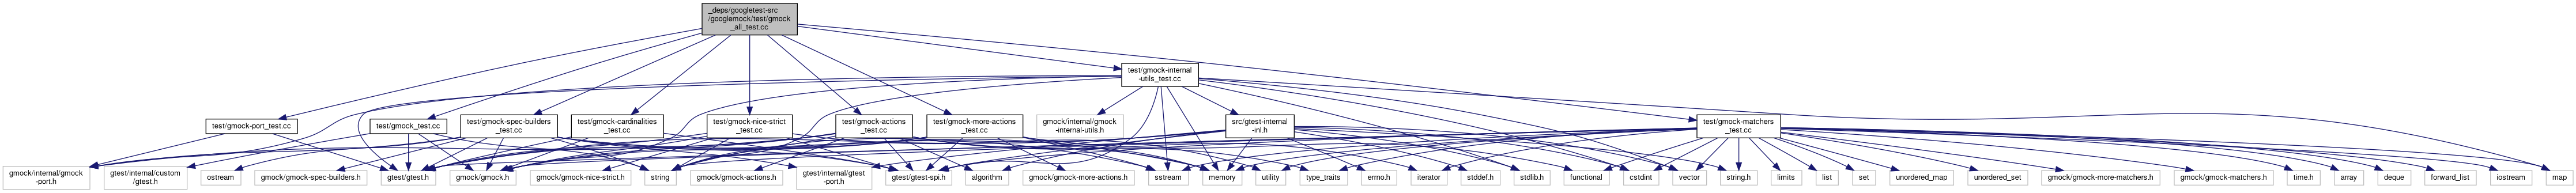 _deps/googletest-src
/googlemock/test/gmock
_all_test.cc
test/gmock-internal
-utils_test.cc
test/gmock-port_test.cc
test/gmock_test.cc
test/gmock-spec-builders
_test.cc
test/gmock-cardinalities
_test.cc
test/gmock-nice-strict
_test.cc
test/gmock-actions
_test.cc
test/gmock-more-actions
_test.cc
gmock/internal/gmock
-internal-utils.h
src/gtest-internal
-inl.h
test/gmock-matchers
_test.cc
gmock/internal/gmock
-port.h
gtest/internal/custom
/gtest.h
ostream
gmock/gmock-spec-builders.h
gtest/gtest.h
gmock/gmock.h
gmock/gmock-nice-strict.h
string
gmock/gmock-actions.h
gtest/internal/gtest
-port.h
gtest/gtest-spi.h
algorithm
gmock/gmock-more-actions.h
sstream
memory
utility
type_traits
errno.h
iterator
stddef.h
stdlib.h
functional
cstdint
vector
string.h
limits
list
set
unordered_map
unordered_set
gmock/gmock-more-matchers.h
gmock/gmock-matchers.h
time.h
array
deque
forward_list
iostream
map